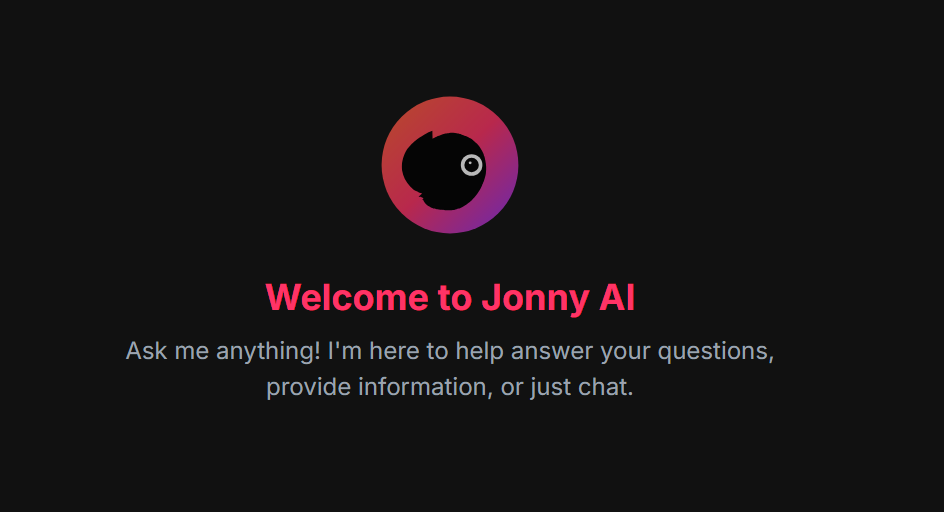 Welcome to Jonny AI
Ask me anything! I'm here to help answer your questions,
provide information, or just chat.